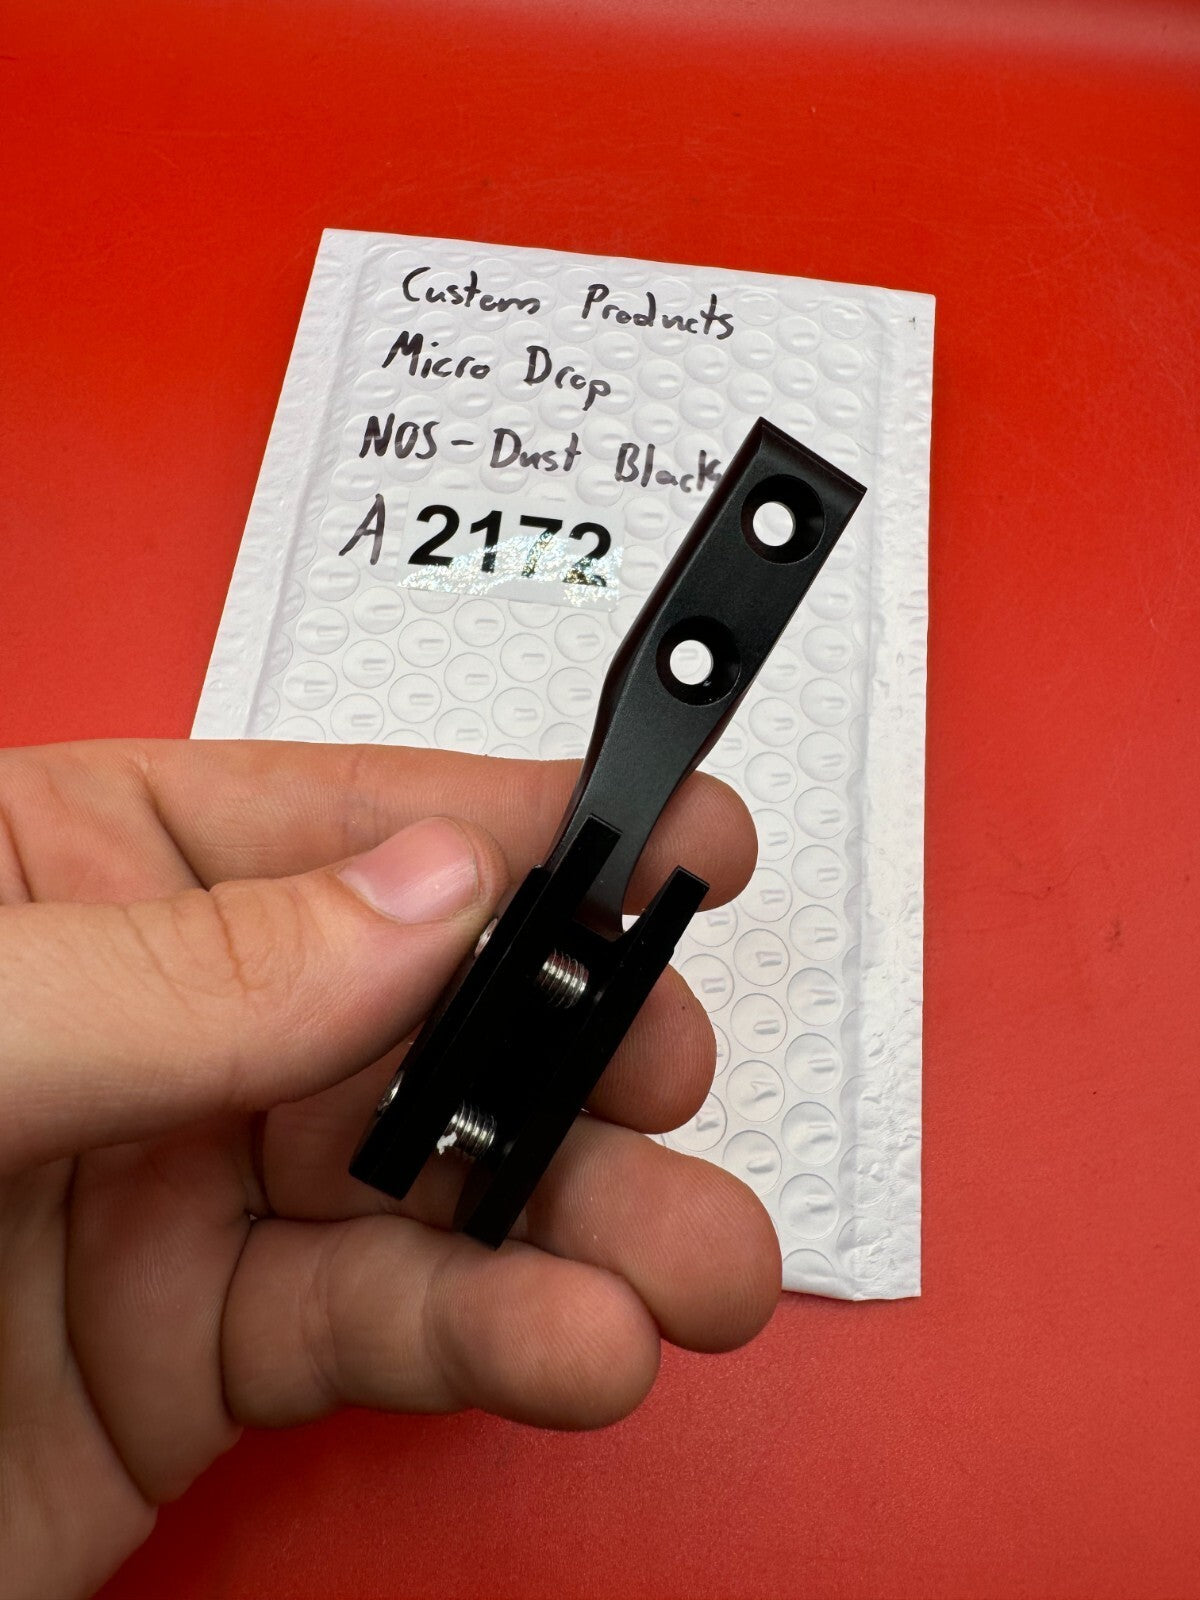 Custom Products
Micro Drop
NOS - Dust Black
A 2172